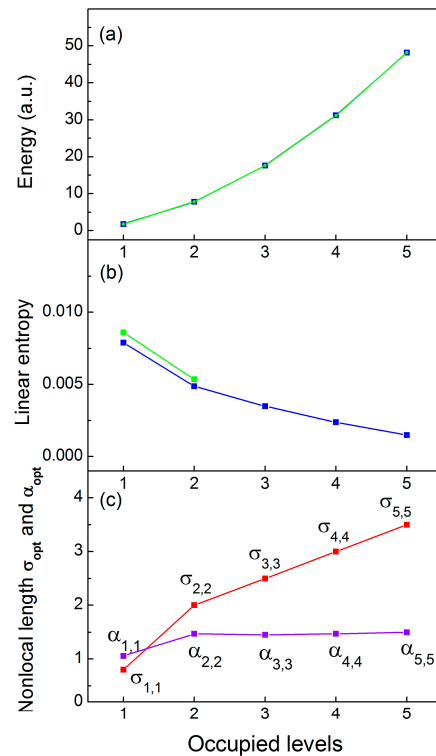 (a)
Energy (a.u.)
50
40
30
20
10
0
1 2 3 4 5
(b)
Linear entropy
0.010
0.005
0.000
1 2 3 4 5
(c)
Nonlocal length σopt and αopt
4
3
2
1
0
α1,1
σ1,1
σ2,2
α2,2
σ3,3
α3,3
σ4,4
α4,4
σ5,5
α5,5
1 2 3 4 5
Occupied levels